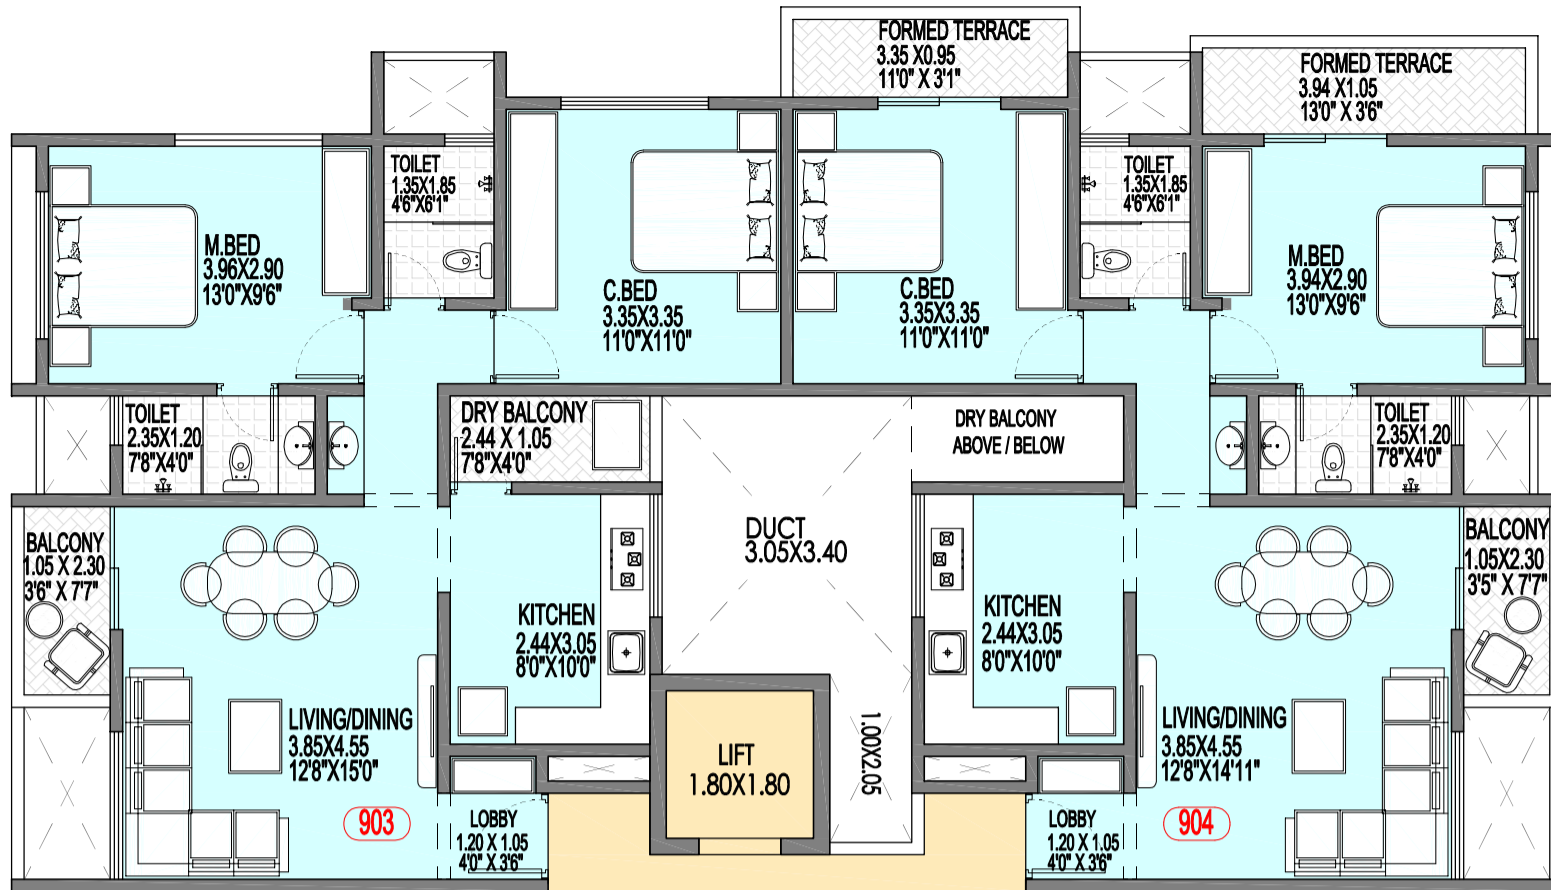 FORMED TERRACE
3.35 X0.95
11'0" X 3'1"
FORMED TERRACE
3.94 X1.05
13'0" X 3'6"
TOILET
1.35X1.85
4'6"X6'1"
TOILET
1.35X1.85
4'6"X6'1"
M.BED
3.96X2.90
13'0"X9'6"
C.BED
3.35X3.35
11'0"X11'0"
C.BED
3.35X3.35
11'0"X11'0"
M.BED
3.94X2.90
13'0"X9'6"
TOILET
2.35X1.20
7'8"X4'0"
DRY BALCONY
2.44 X 1.05
7'8"X4'0"
DRY BALCONY
ABOVE / BELOW
TOILET
2.35X1.20
7'8"X4'0"
BALCONY
1.05 X 2.30
3'6" X 7'7"
DUCT
3.05X3.40
BALCONY
1.05X2.30
3'5" X 7'7"
KITCHEN
2.44X3.05
8'0"X10'0"
KITCHEN
2.44X3.05
8'0"X10'0"
LIVING/DINING
3.85X4.55
12'8"X15'0"
LIFT
1.80X1.80
1.00X2.05
LIVING/DINING
3.85X4.55
12'8"X14'11"
903
LOBBY
1.20 X 1.05
4'0" X 3'6"
LOBBY
1.20 X 1.05
4'0" X 3'6"
904